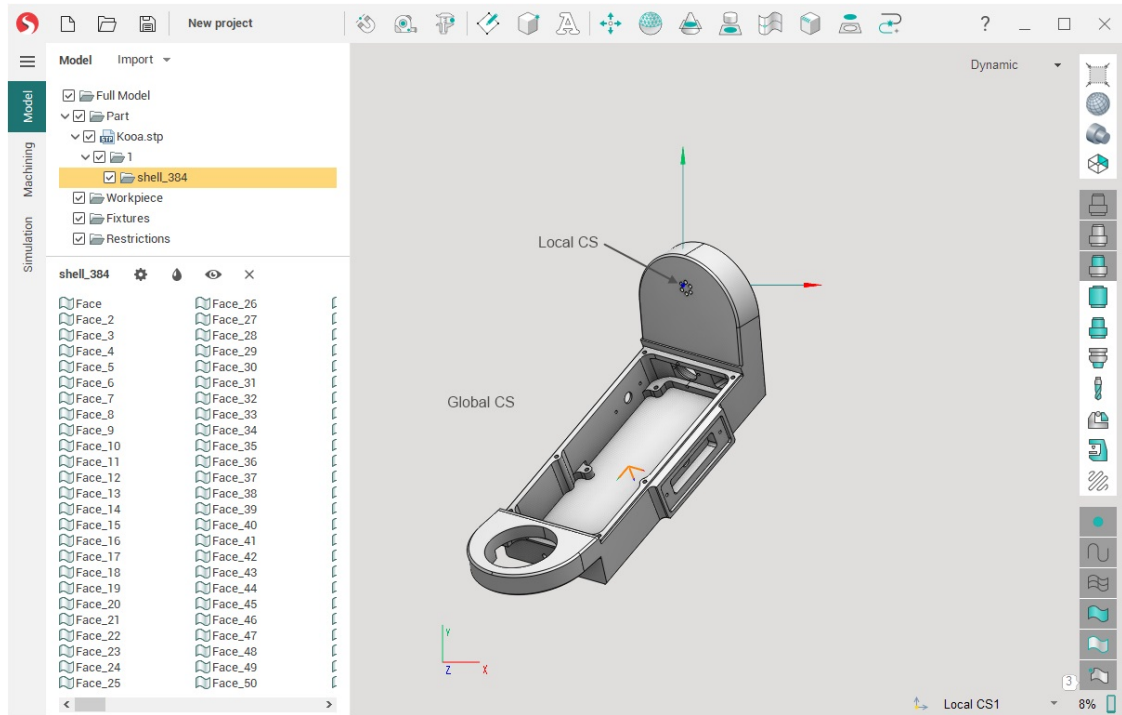 New project
?
Model Import
Dynamic
Full Model
Part
STP Kooa.stp
1
shell_384
Workpiece
Fixtures
Restrictions
Model
Machining
Simulation
shell_384
Face
Face_2
Face_3
Face_4
Face_5
Face_6
Face_7
Face_8
Face_9
Face_10
Face_11
Face_12
Face_13
Face_14
Face_15
Face_16
Face_17
Face_18
Face_19
Face_20
Face_21
Face_22
Face_23
Face_24
Face_25
Face_26
Face_27
Face_28
Face_29
Face_30
Face_31
Face_32
Face_33
Face_34
Face_35
Face_36
Face_37
Face_38
Face_39
Face_40
Face_41
Face_42
Face_43
Face_44
Face_45
Face_46
Face_47
Face_48
Face_49
Face_50
Local CS
Global CS
Y
Z X
3
Local CS1
8%